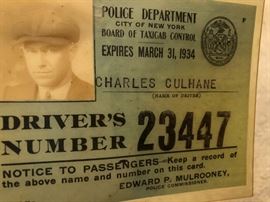 POLICE DEPARTMENT
CITY OF NEW YORK
BOARD OF TAXICAB CONTROL
EXPIRES MARCH 31, 1934
F
CHARLES CULHANE
(NAME OF DRIVER)
DRIVER'S
NUMBER 23447
NOTICE TO PASSENGERS-Keep a record of
the above name and number on this card.
EDWARD P. MULROONEY,
POLICE COMMISSIONER.